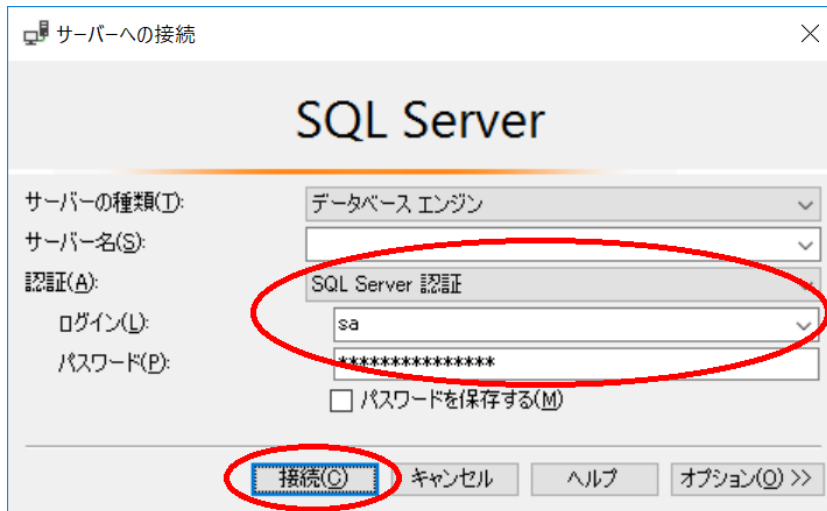 サーバーへの接続
SQL Server
サーバーの種類(T): データベース エンジン
サーバー名(S):
認証(A): SQL Server 認証
ログイン(L): sa
パスワード(P): ***************
パスワードを保存する(M)
接続(C) キャンセル ヘルプ オプション(O) >>